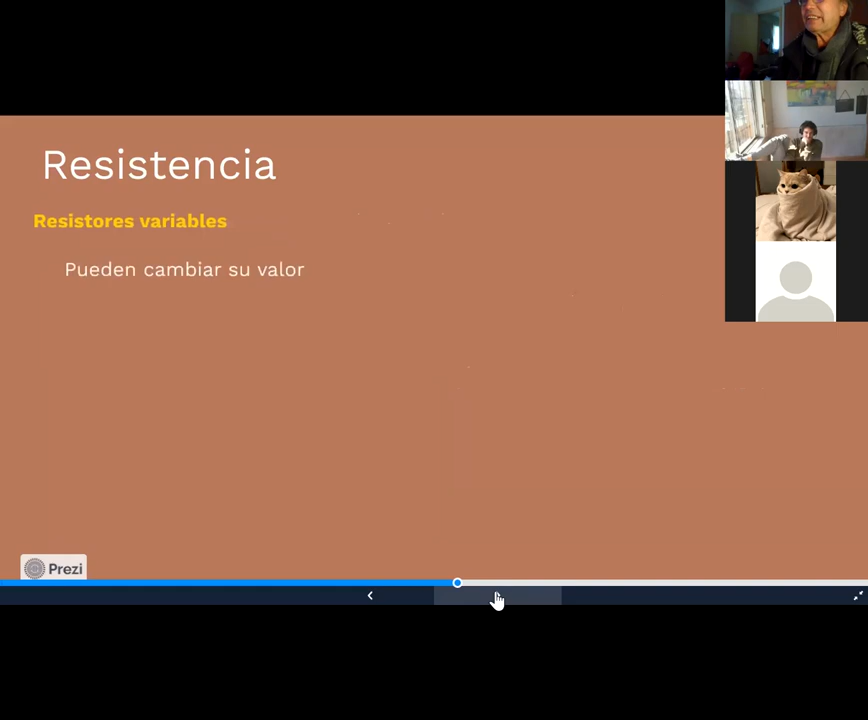 Resistencia
Resistores variables
Pueden cambiar su valor
Prezi